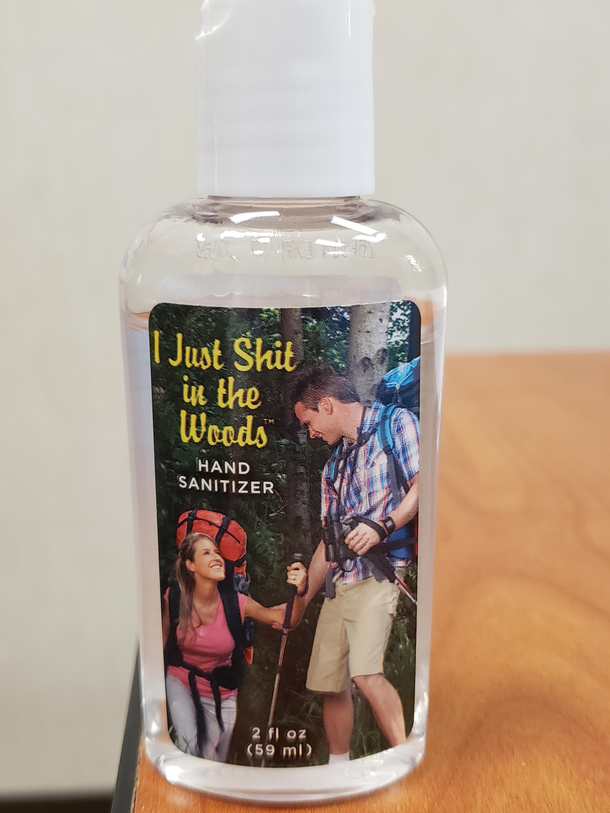 I Just Shit
in the
Woods™
HAND
SANITIZER
2 fl oz
(59 ml)